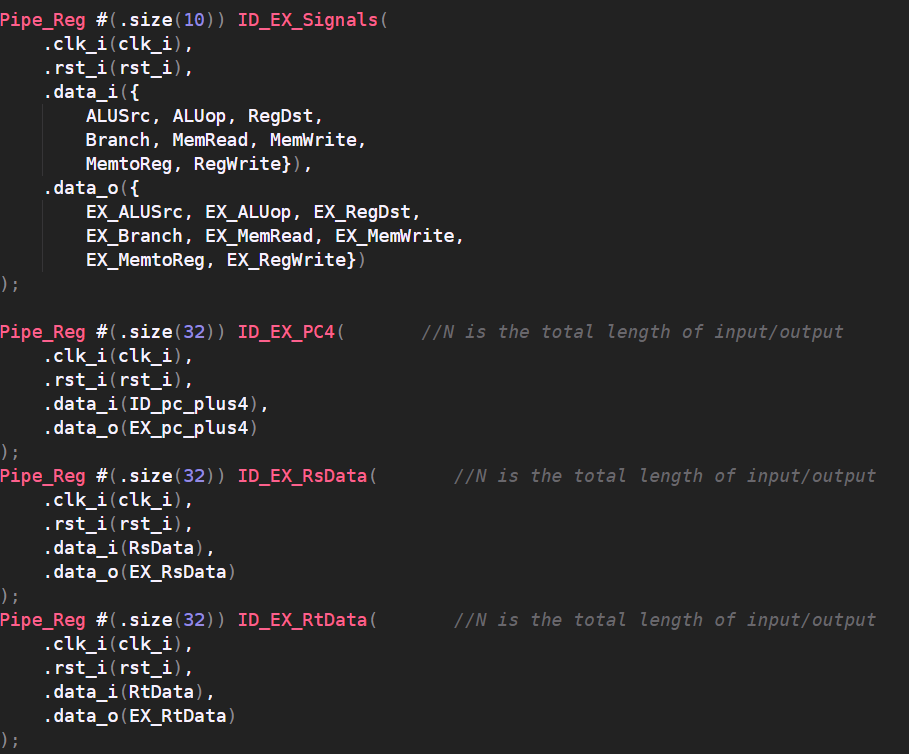 Pipe_Reg #(.size(10)) ID_EX_Signals(
    .clk_i(clk_i),
    .rst_i(rst_i),
    .data_i({
        ALUSrc, ALUop, RegDst,
        Branch, MemRead, MemWrite,
        MemtoReg, RegWrite}),
    .data_o({
        EX_ALUSrc, EX_ALUop, EX_RegDst,
        EX_Branch, EX_MemRead, EX_MemWrite,
        EX_MemtoReg, EX_RegWrite})
);

Pipe_Reg #(.size(32)) ID_EX_PC4(       //N is the total length of input/output
    .clk_i(clk_i),
    .rst_i(rst_i),
    .data_i(ID_pc_plus4),
    .data_o(EX_pc_plus4)
);
Pipe_Reg #(.size(32)) ID_EX_RsData(       //N is the total length of input/output
    .clk_i(clk_i),
    .rst_i(rst_i),
    .data_i(RsData),
    .data_o(EX_RsData)
);
Pipe_Reg #(.size(32)) ID_EX_RtData(       //N is the total length of input/output
    .clk_i(clk_i),
    .rst_i(rst_i),
    .data_i(RtData),
    .data_o(EX_RtData)
);